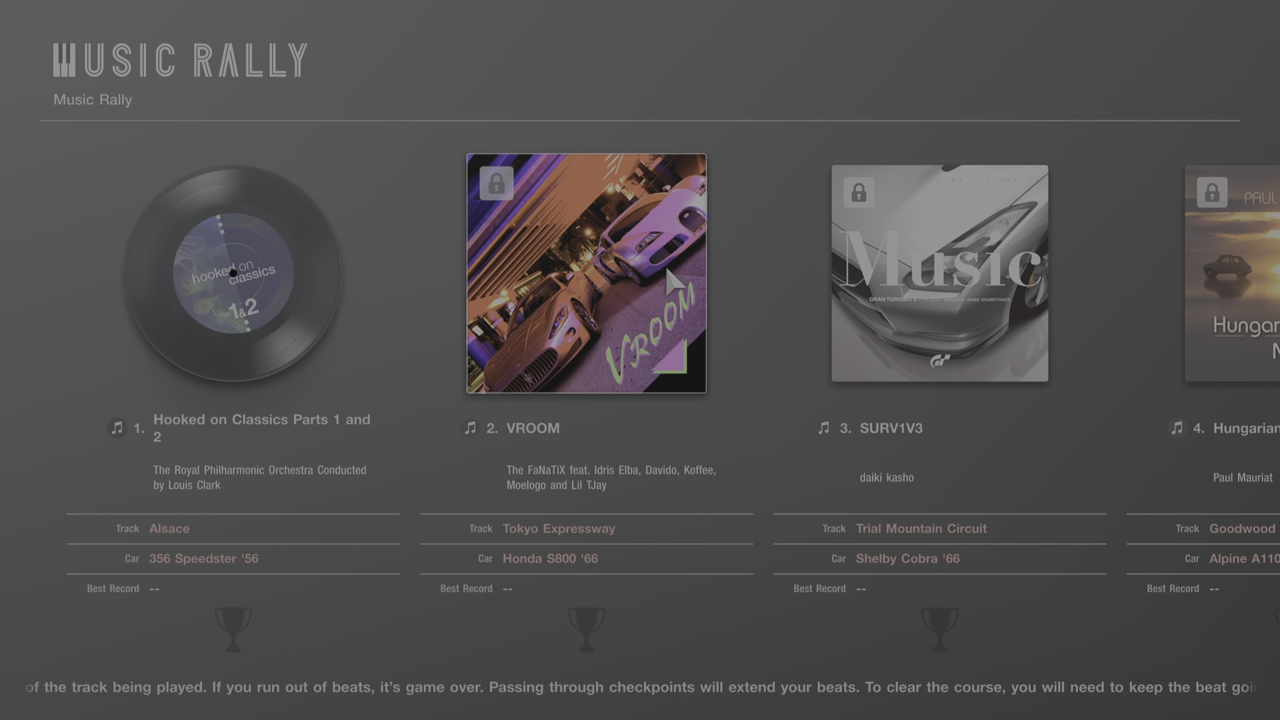 MUSIC RALLY
Music Rally
hooked on
classics
1&2
VROOM
Music
GT
PAUL
Hungar
1. Hooked on Classics Parts 1 and
2
The Royal Philharmonic Orchestra Conducted
by Louis Clark
Track Alsace
Car 356 Speedster '56
Best Record --
2. VROOM
The FaNaTiX feat. Idris Elba, Davido, Koffee,
Moelogo and Lil TJay
Track Tokyo Expressway
Car Honda S800 '66
Best Record --
3. SURV1V3
daiki kasho
Track Trial Mountain Circuit
Car Shelby Cobra '66
Best Record --
4. Hungarian
Paul Mauriat
Track Goodwood
Car Alpine A110
Best Record --
of the track being played. If you run out of beats, it's game over. Passing through checkpoints will extend your beats. To clear the course, you will need to keep the beat goi